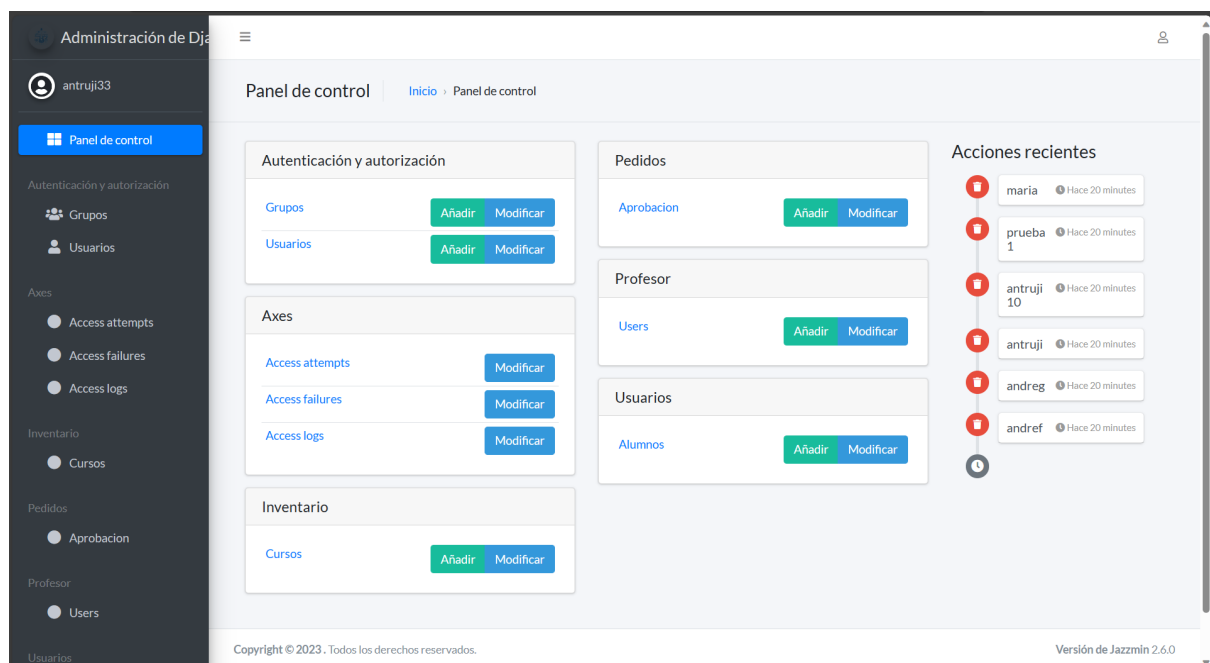 Administración de Dja
antruji33
Panel de control
Autenticación y autorización
Grupos
Usuarios
Axes
Access attempts
Access failures
Access logs
Inventario
Cursos
Pedidos
Aprobacion
Profesor
Users
Usuarios
Panel de control
Inicio › Panel de control
Autenticación y autorización
Grupos Añadir Modificar
Usuarios Añadir Modificar
Axes
Access attempts Modificar
Access failures Modificar
Access logs Modificar
Inventario
Cursos Añadir Modificar
Pedidos
Aprobacion Añadir Modificar
Profesor
Users Añadir Modificar
Usuarios
Alumnos Añadir Modificar
Acciones recientes
maria Hace 20 minutes
prueba Hace 20 minutes
1
antruji Hace 20 minutes
10
antruji Hace 20 minutes
andreg Hace 20 minutes
andref Hace 20 minutes
Copyright © 2023 . Todos los derechos reservados.
Versión de Jazzmin 2.6.0